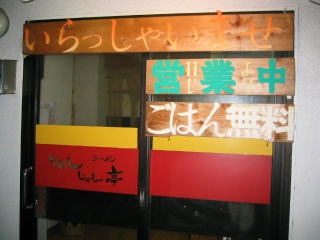 いらっしゃいませ
営業中
ごはん無料
ラーメン
亭